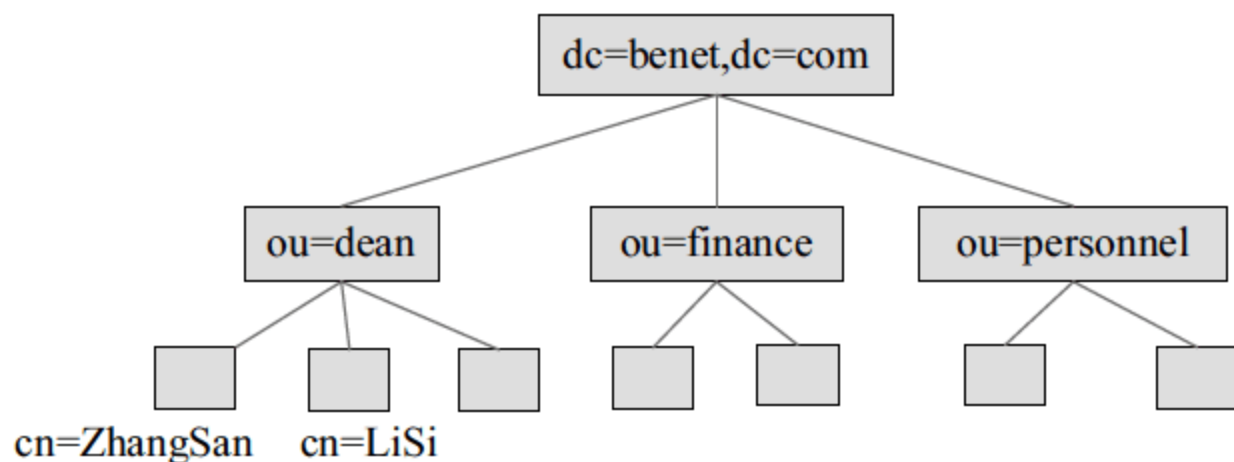 dc=benet,dc=com
ou=dean
ou=finance
ou=personnel
cn=ZhangSan
cn=LiSi